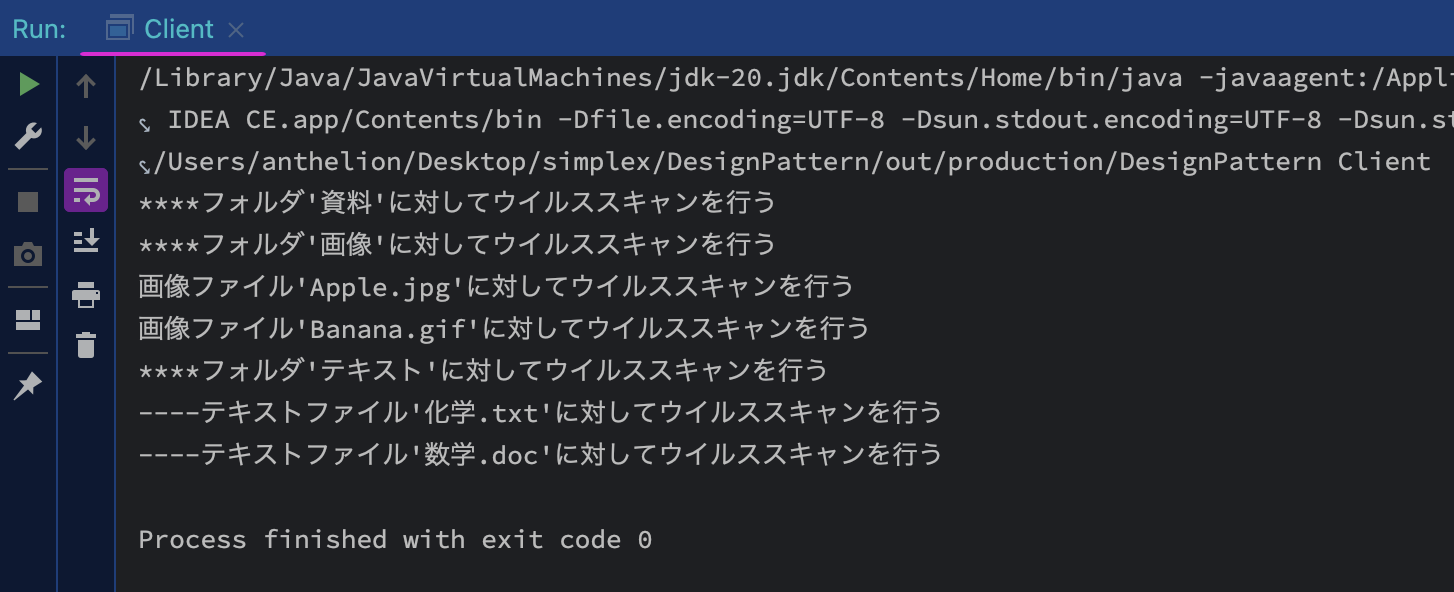 Run: Client
/Library/Java/JavaVirtualMachines/jdk-20.jdk/Contents/Home/bin/java -javaagent:/Appl
IDEA CE.app/Contents/bin -Dfile.encoding=UTF-8 -Dsun.stdout.encoding=UTF-8 -Dsun.st
/Users/anthelion/Desktop/simplex/DesignPattern/out/production/DesignPattern Client
****フォルダ'資料'に対してウイルススキャンを行う
****フォルダ'画像'に対してウイルススキャンを行う
画像ファイル'Apple.jpg'に対してウイルススキャンを行う
画像ファイル'Banana.gif'に対してウイルススキャンを行う
****フォルダ'テキスト'に対してウイルススキャンを行う
----テキストファイル'化学.txt'に対してウイルススキャンを行う
----テキストファイル'数学.doc'に対してウイルススキャンを行う
Process finished with exit code 0